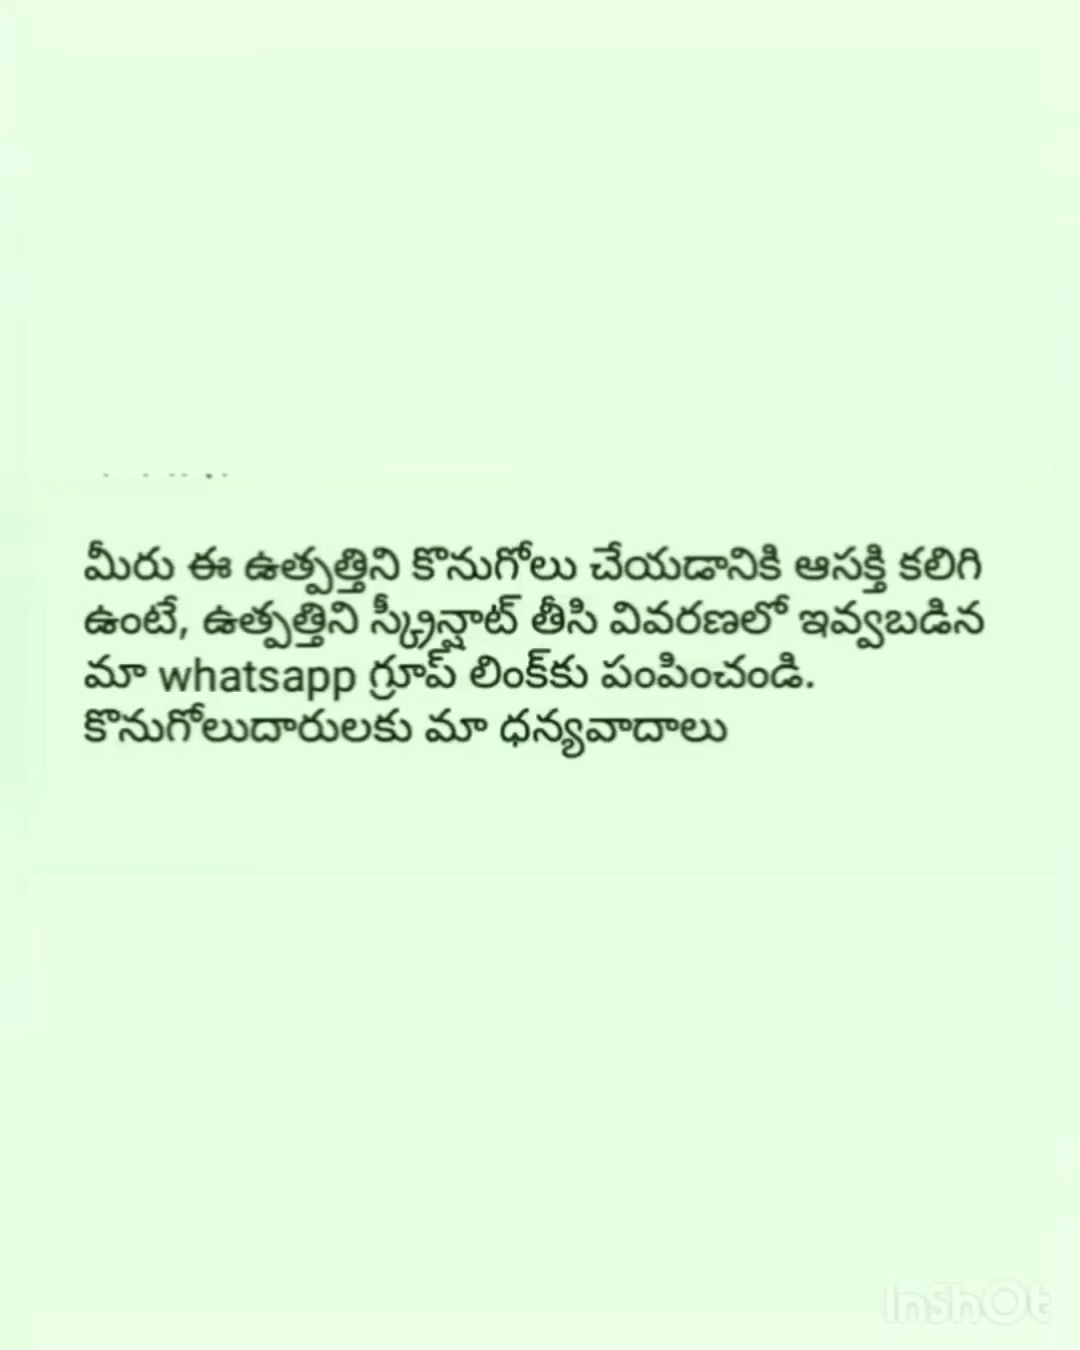 మీరు ఈ ఉత్పత్తిని కొనుగోలు చేయడానికి ఆసక్తి కలిగి
ఉంటే, ఉత్పత్తిని స్క్రీన్షాట్ తీసి వివరణలో ఇవ్వబడిన
మా whatsapp గ్రూప్ లింక్‌కు పంపించండి.
కొనుగోలుదారులకు మా ధన్యవాదాలు
InShOt